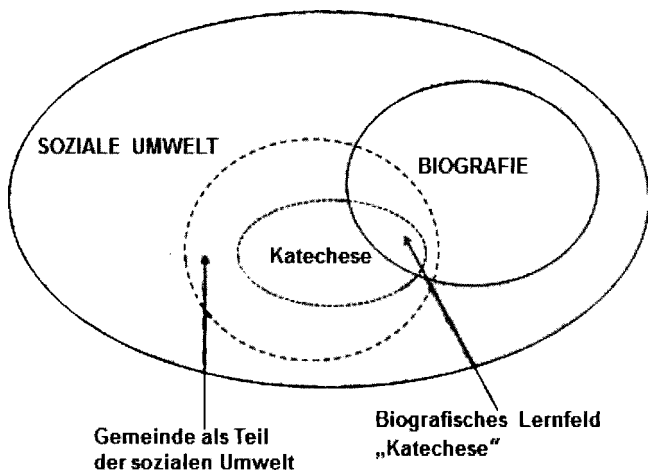 SOZIALE UMWELT
BIOGRAFIE
Katechese
Gemeinde als Teil
der sozialen Umwelt
Biografisches Lernfeld
„Katechese“